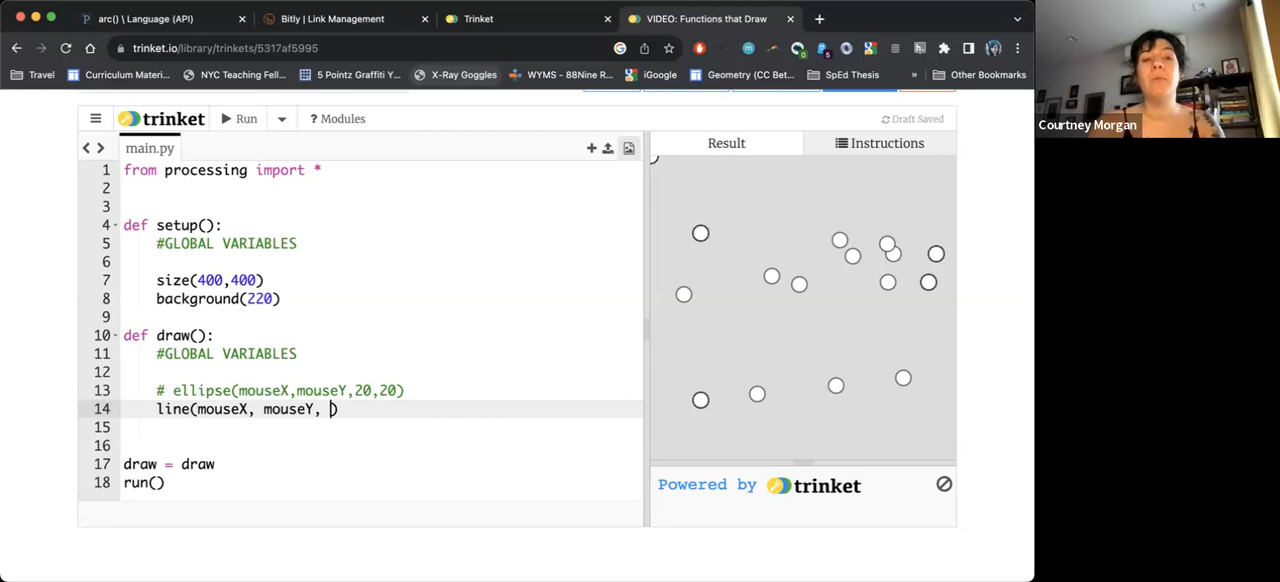 arc() \ Language (API)
Bitly | Link Management
Trinket
VIDEO: Functions that Draw
trinket.io/library/trinkets/5317af5995
Travel
Curriculum Materi...
NYC Teaching Fell...
5 Pointz Graffiti Y...
X-Ray Goggles
WYMS - 88Nine R...
iGoogle
Geometry (CC Bet...
SpEd Thesis
»
Other Bookmarks
Courtney Morgan
trinket
Run
? Modules
Draft Saved
main.py
Result
Instructions
1 from processing import *
2
3
4 def setup():
5 #GLOBAL VARIABLES
6
7 size(400,400)
8 background(220)
9
10 def draw():
11 #GLOBAL VARIABLES
12
13 # ellipse(mouseX,mouseY,20,20)
14 line(mouseX, mouseY, )
15
16
17 draw = draw
18 run()
Powered by trinket